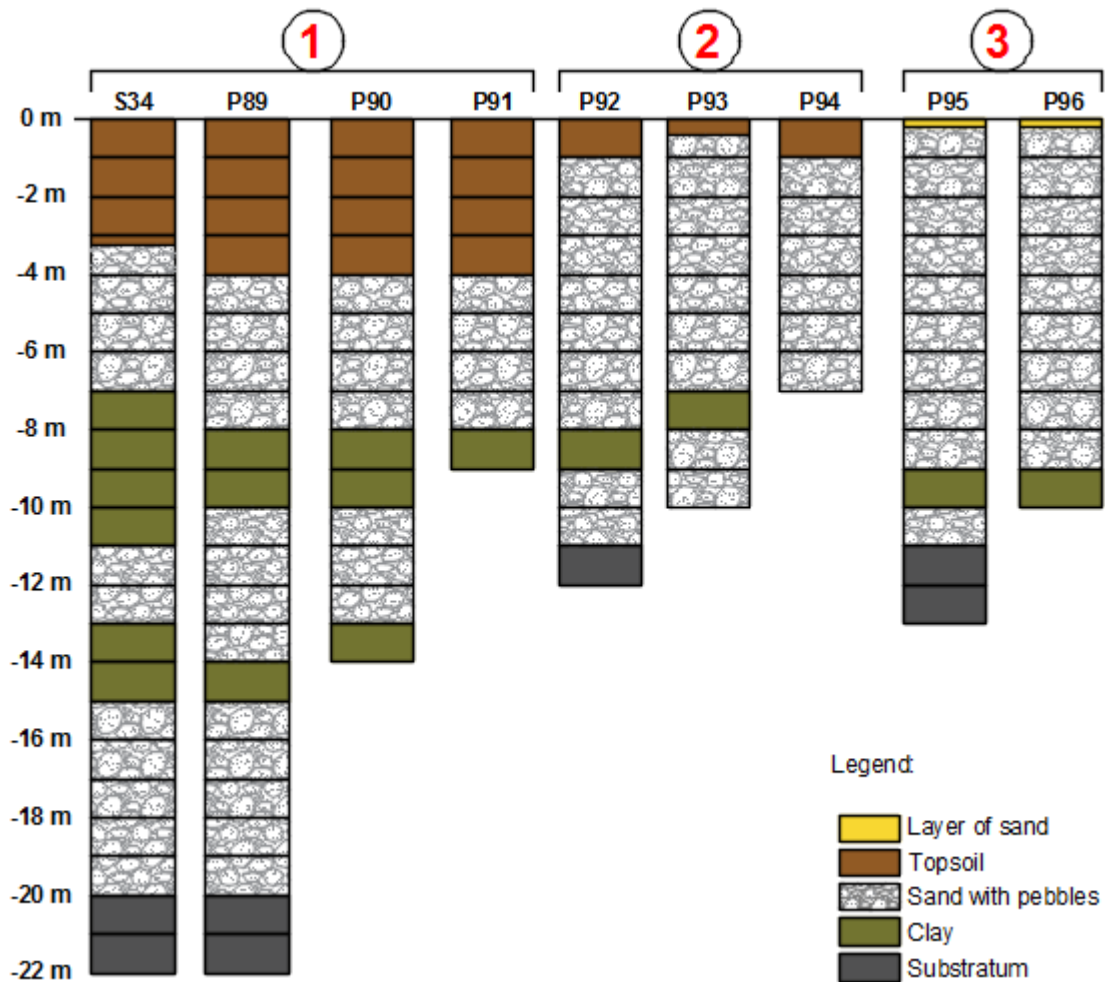 1 2 3
S34 P89 P90 P91 P92 P93 P94 P95 P96
0 m
-2 m
-4 m
-6 m
-8 m
-10 m
-12 m
-14 m
-16 m
-18 m
-20 m
-22 m
Legend:
Layer of sand
Topsoil
Sand with pebbles
Clay
Substratum